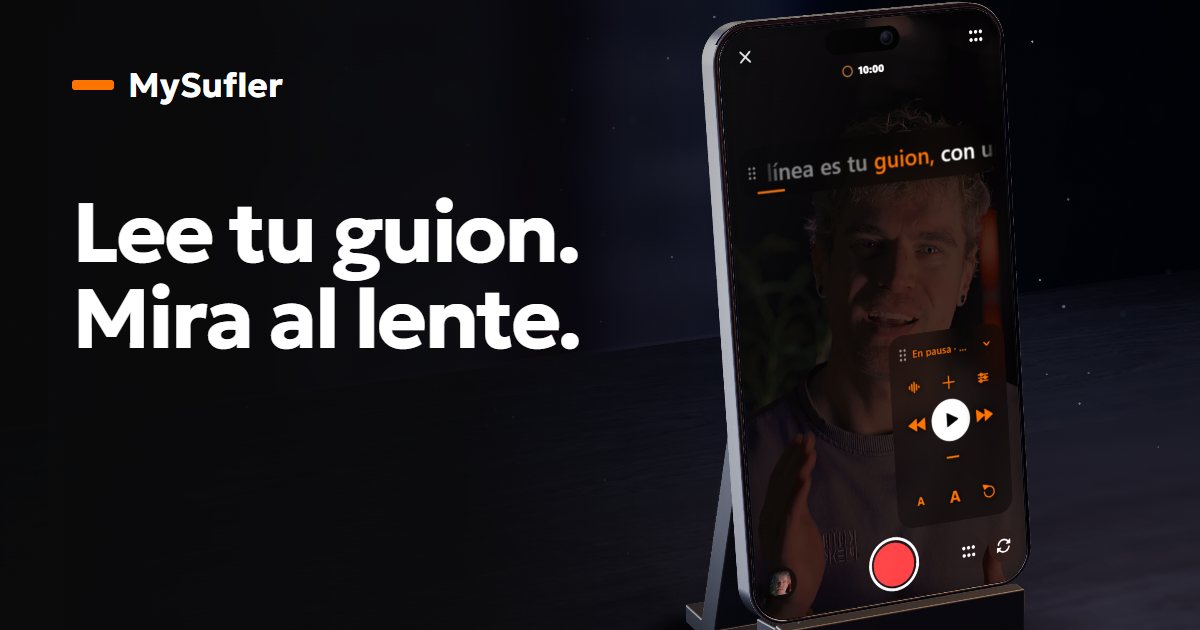 MySufler
Lee tu guion.
Mira al lente.
10:00
línea es tu guion, con u
En pausa · ...
A A